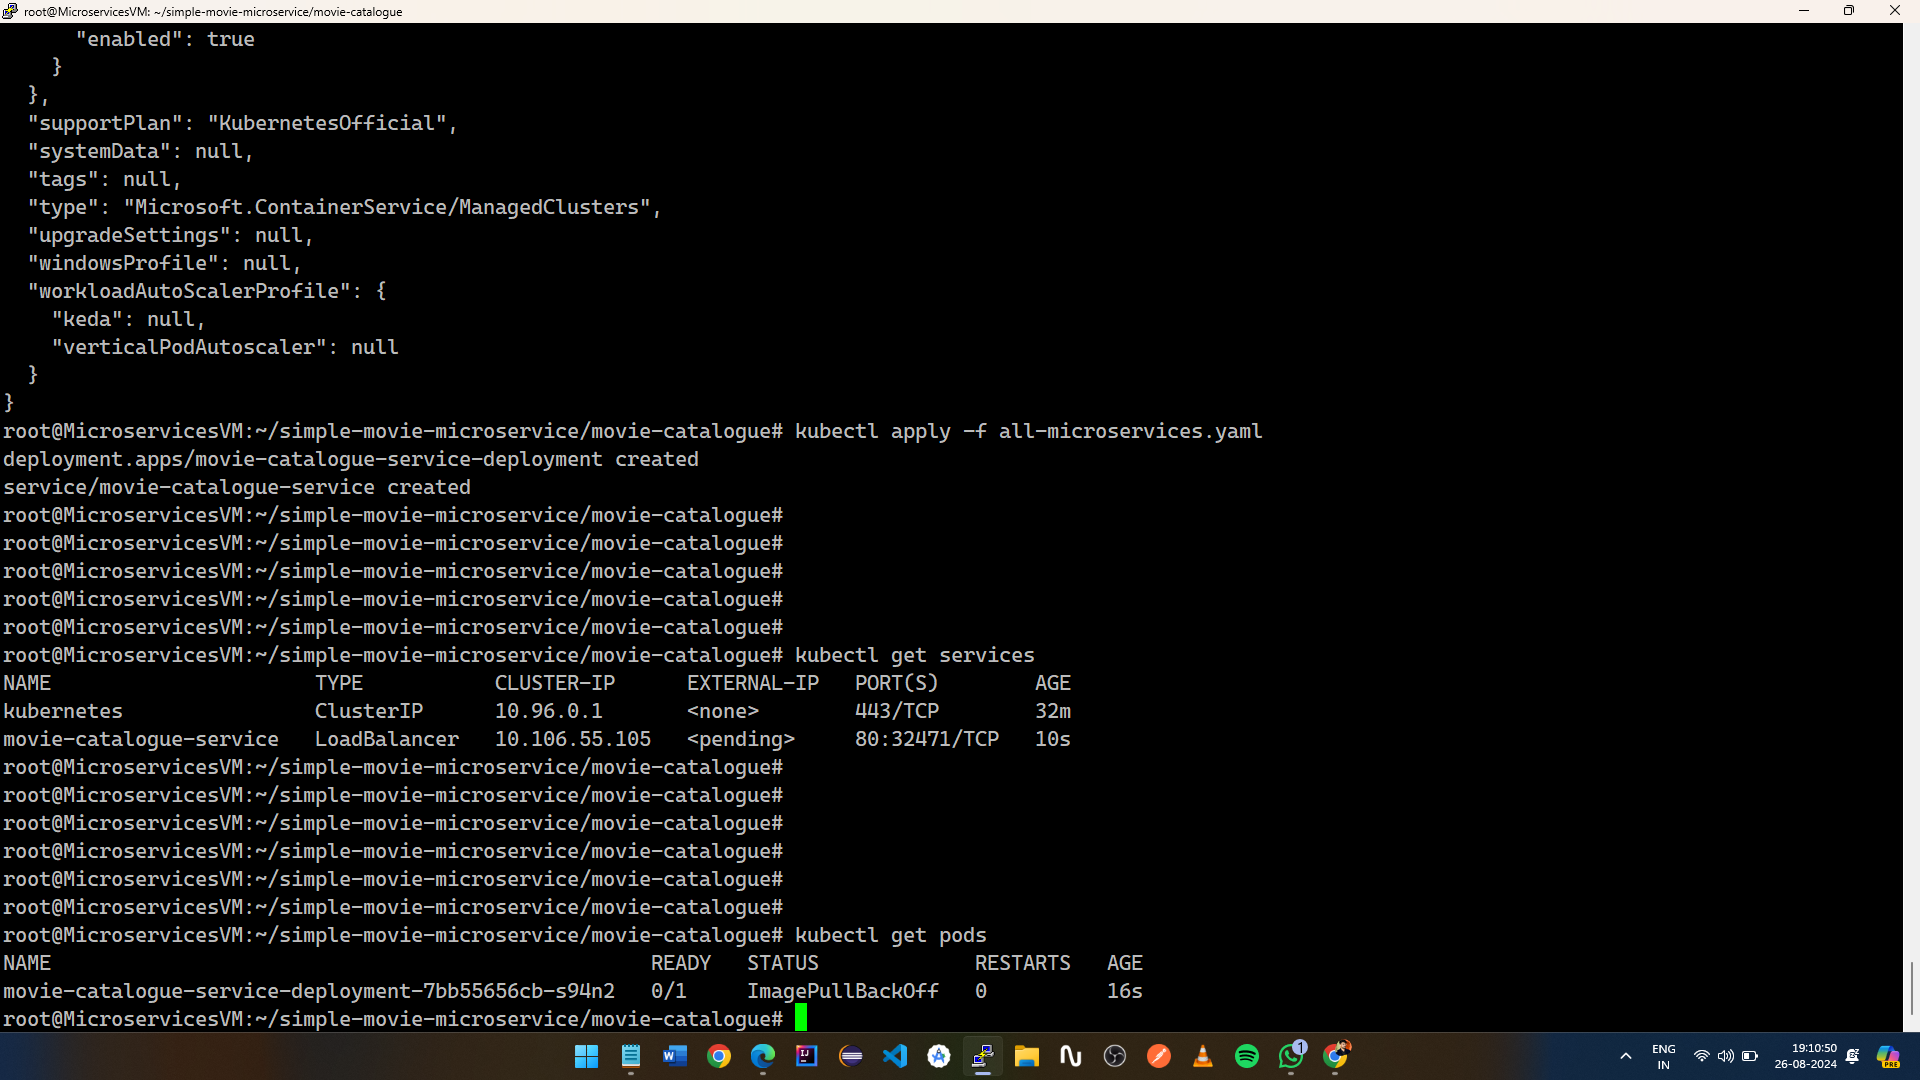 root@MicroservicesVM: ~/simple-movie-microservice/movie-catalogue
      "enabled": true
    }
  },
  "supportPlan": "KubernetesOfficial",
  "systemData": null,
  "tags": null,
  "type": "Microsoft.ContainerService/ManagedClusters",
  "upgradeSettings": null,
  "windowsProfile": null,
  "workloadAutoScalerProfile": {
    "keda": null,
    "verticalPodAutoscaler": null
  }
}
root@MicroservicesVM:~/simple-movie-microservice/movie-catalogue# kubectl apply -f all-microservices.yaml
deployment.apps/movie-catalogue-service-deployment created
service/movie-catalogue-service created
root@MicroservicesVM:~/simple-movie-microservice/movie-catalogue#
root@MicroservicesVM:~/simple-movie-microservice/movie-catalogue#
root@MicroservicesVM:~/simple-movie-microservice/movie-catalogue#
root@MicroservicesVM:~/simple-movie-microservice/movie-catalogue#
root@MicroservicesVM:~/simple-movie-microservice/movie-catalogue#
root@MicroservicesVM:~/simple-movie-microservice/movie-catalogue# kubectl get services
NAME                      TYPE           CLUSTER-IP      EXTERNAL-IP   PORT(S)        AGE
kubernetes                ClusterIP      10.96.0.1       <none>        443/TCP        32m
movie-catalogue-service   LoadBalancer   10.106.55.105   <pending>     80:32471/TCP   10s
root@MicroservicesVM:~/simple-movie-microservice/movie-catalogue#
root@MicroservicesVM:~/simple-movie-microservice/movie-catalogue#
root@MicroservicesVM:~/simple-movie-microservice/movie-catalogue#
root@MicroservicesVM:~/simple-movie-microservice/movie-catalogue#
root@MicroservicesVM:~/simple-movie-microservice/movie-catalogue#
root@MicroservicesVM:~/simple-movie-microservice/movie-catalogue#
root@MicroservicesVM:~/simple-movie-microservice/movie-catalogue# kubectl get pods
NAME                                                  READY   STATUS             RESTARTS   AGE
movie-catalogue-service-deployment-7bb55656cb-s94n2   0/1     ImagePullBackOff   0          16s
root@MicroservicesVM:~/simple-movie-microservice/movie-catalogue#
ENG
IN
19:10:50
26-08-2024
1
PRE